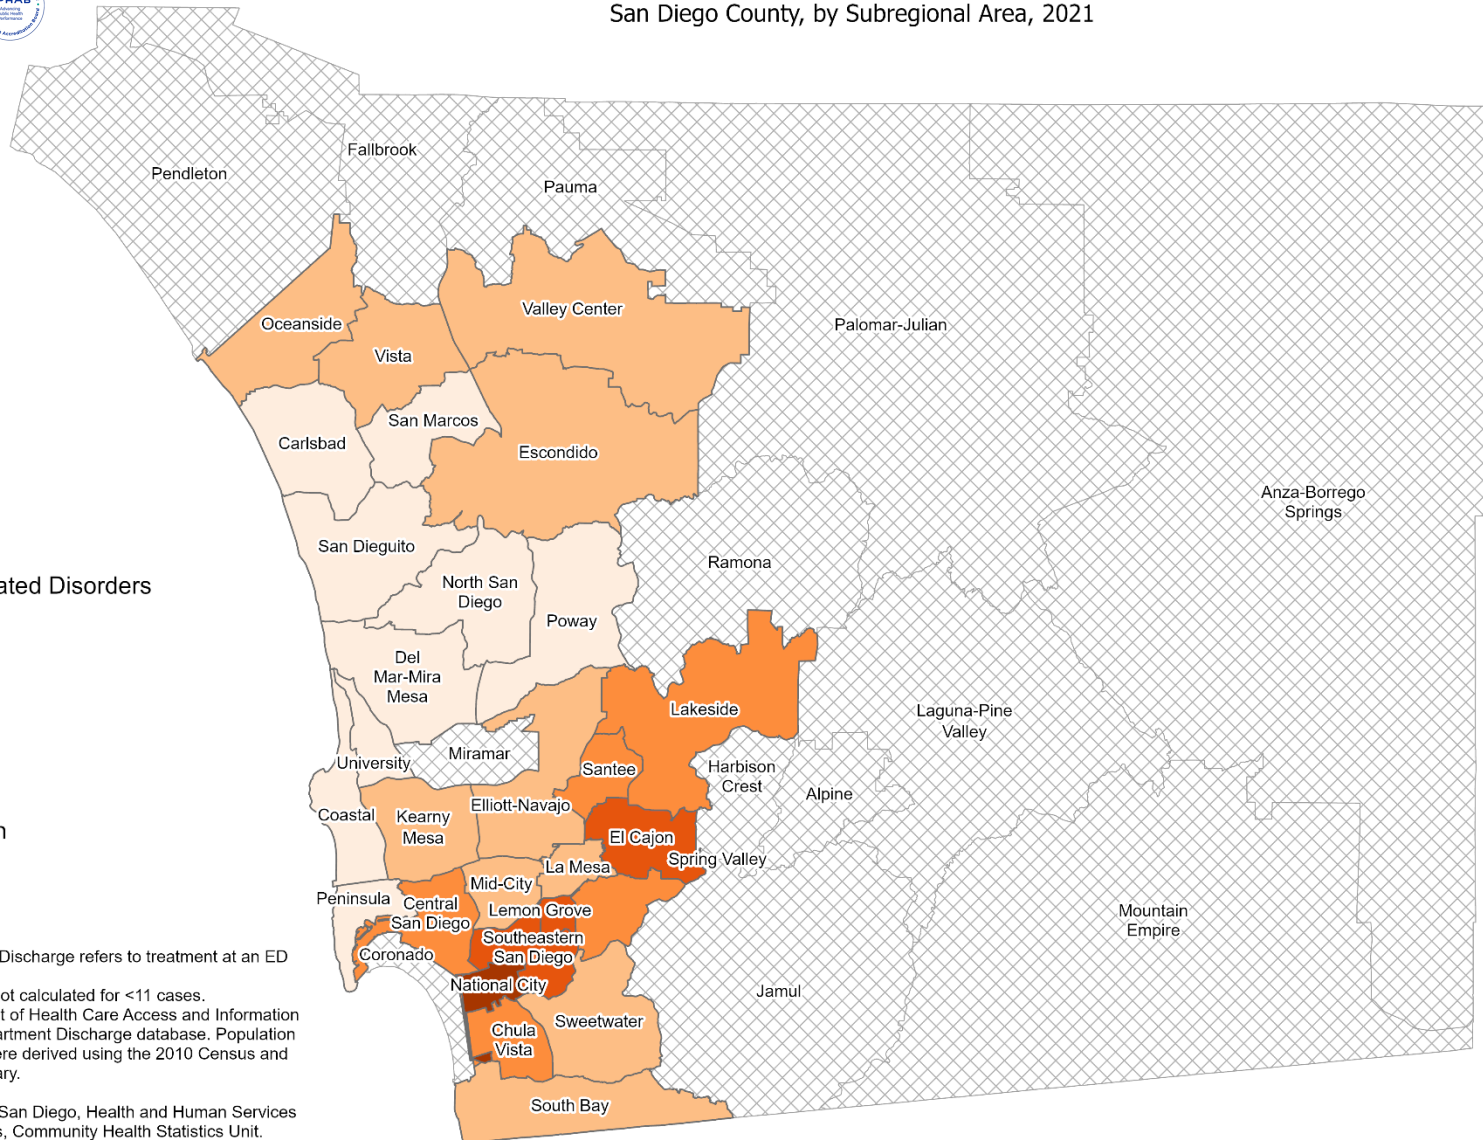 Advancing
San Diego County, by Subregional Area, 2021
Fallbrook
Pendleton
Pauma
Valley Center
Oceanside
Palomar-Julian
Vista
San Marcos
Carlsbad
Escondido
Anza-Borrego
Springs
San Dieguito
Ramona
North San
Diego
ated Disorders
Poway
Del
Mar-Mira
Mesa
Lakeside
Laguna-Pine
Valley
Miramar
University
Santee
Harbison
Crest
Alpine
Elliott-Navajo
Coastal
Kearny
Mesa
n
El Cajon
Spring Valley
La Mesa
Mid-City
Peninsula
Central
San Diego
Lemon Grove
Mountain
Empire
Southeastern
San Diego
Coronado
Discharge refers to treatment at an ED
National City
Jamul
ot calculated for <11 cases.
t of Health Care Access and Information
artment Discharge database. Population
ere derived using the 2010 Census and
ary.
Sweetwater
Chula
Vista
South Bay
San Diego, Health and Human Services
s, Community Health Statistics Unit.